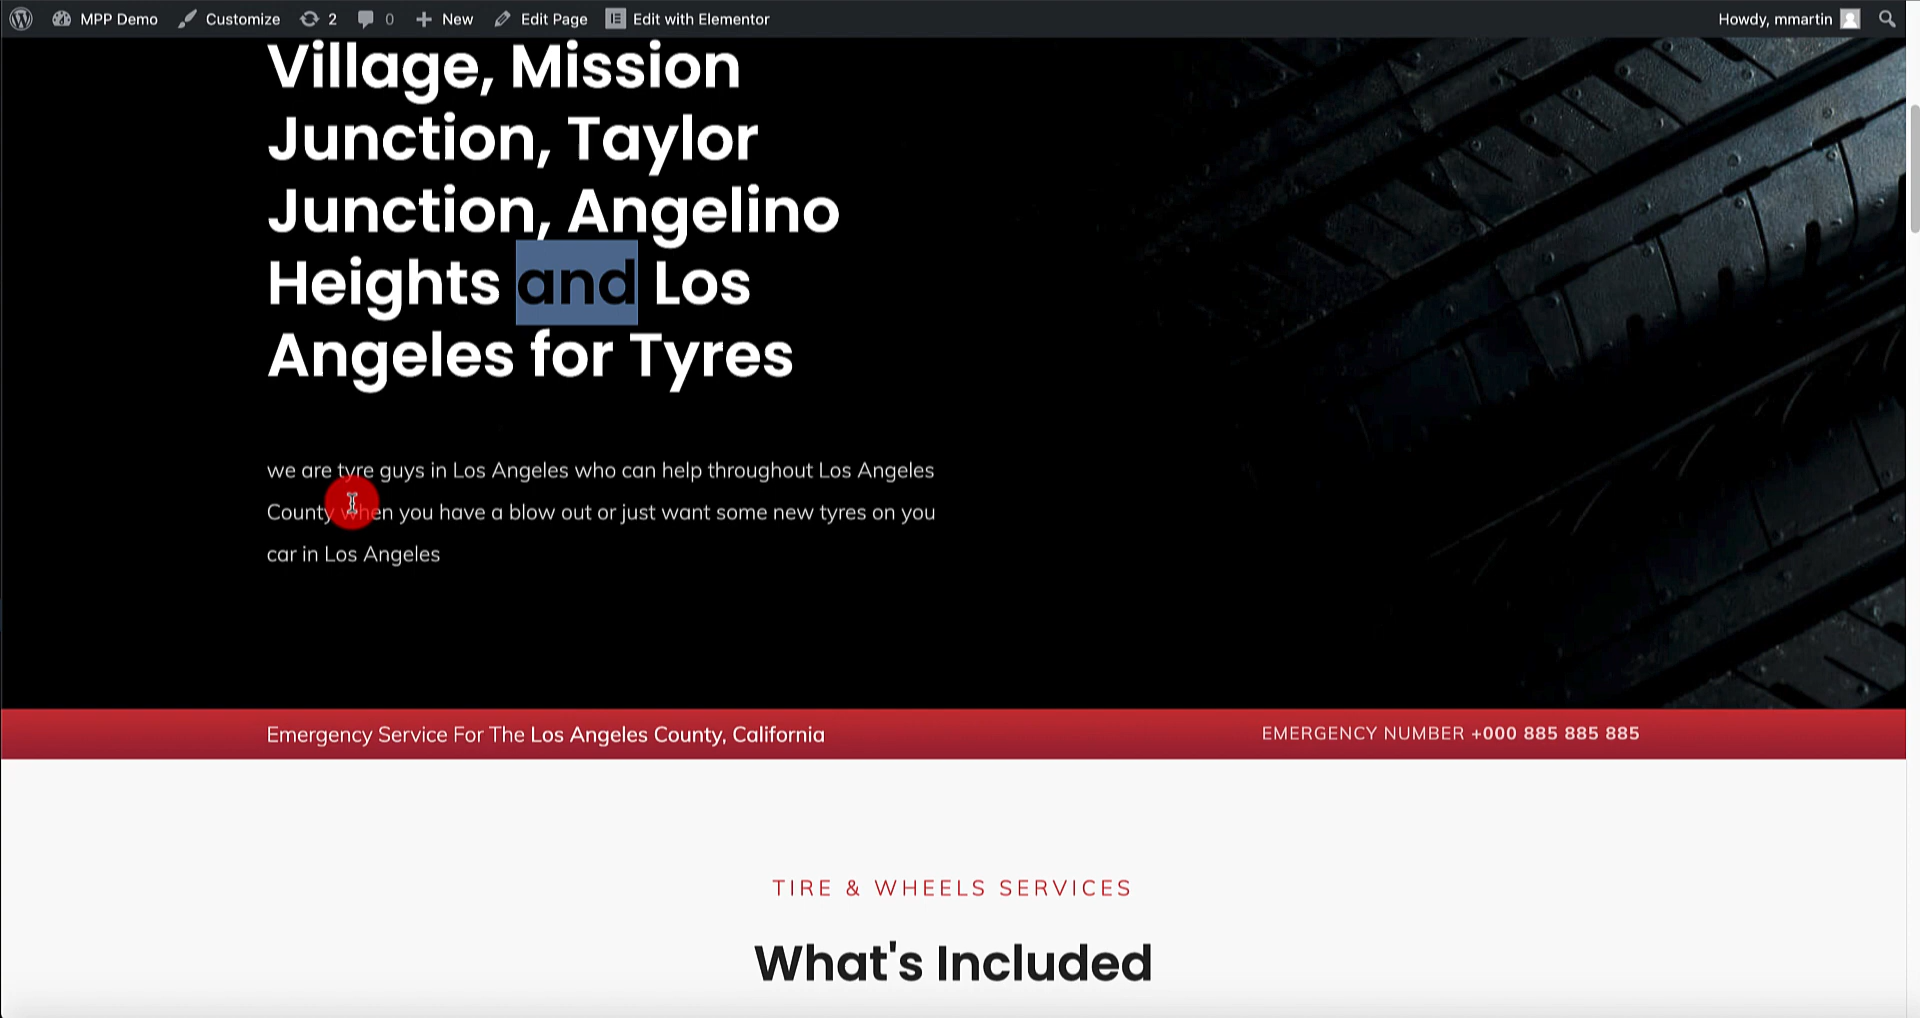 MPP Demo Customize 2 0 New Edit Page Edit with Elementor Howdy, mmartin
Village, Mission
Junction, Taylor
Junction, Angelino
Heights and Los
Angeles for Tyres
we are tyre guys in Los Angeles who can help throughout Los Angeles
County when you have a blow out or just want some new tyres on you
car in Los Angeles
Emergency Service For The Los Angeles County, California
EMERGENCY NUMBER +000 885 885 885
TIRE & WHEELS SERVICES
What's Included